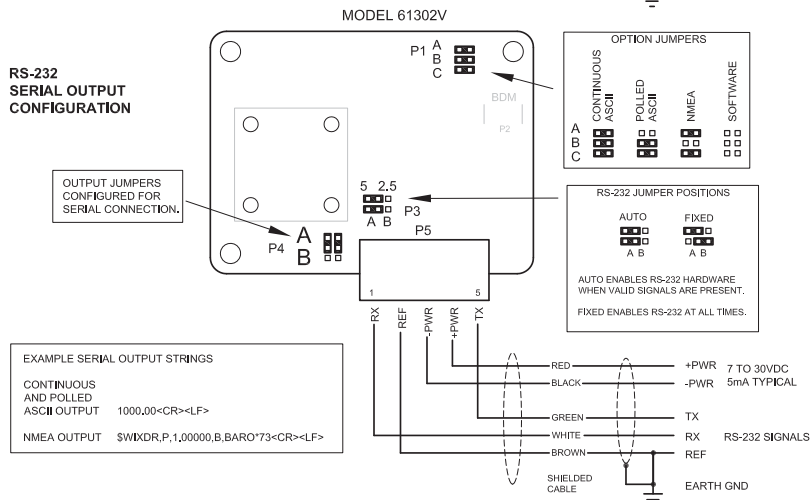 MODEL 61302V
RS-232
SERIAL OUTPUT
CONFIGURATION
P1
A
B
C
BDM
P2
OPTION JUMPERS
CONTINUOUS
ASCII
POLLED
ASCII
NMEA
SOFTWARE
A
B
C
OUTPUT JUMPERS
CONFIGURED FOR
SERIAL CONNECTION.
5 2.5
P3
A B
P4
A
B
P5
1 5
RS-232 JUMPER POSITIONS
AUTO FIXED
A B A B
AUTO ENABLES RS-232 HARDWARE
WHEN VALID SIGNALS ARE PRESENT.
FIXED ENABLES RS-232 AT ALL TIMES.
RX
REF
-PWR
+PWR
TX
EXAMPLE SERIAL OUTPUT STRINGS
CONTINUOUS
AND POLLED
ASCII OUTPUT 1000.00<CR><LF>
NMEA OUTPUT $WIXDR,P,1.00000,B,BARO*73<CR><LF>
RED +PWR 7 TO 30VDC
BLACK -PWR 5mA TYPICAL
GREEN TX
WHITE RX RS-232 SIGNALS
BROWN REF
SHIELDED
CABLE
EARTH GND